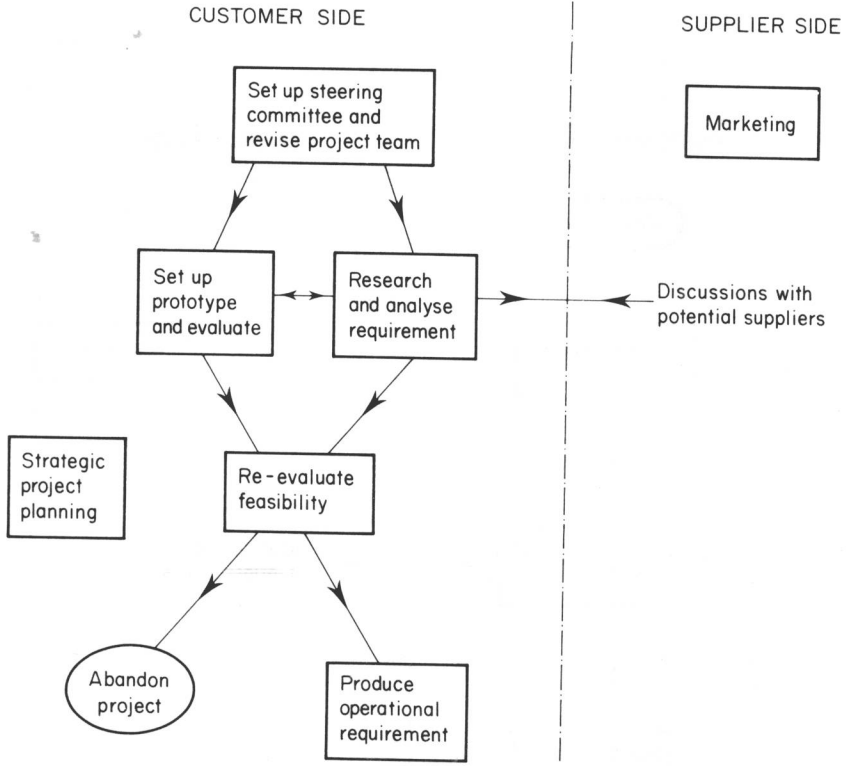 CUSTOMER SIDE
SUPPLIER SIDE
Set up steering
committee and
revise project team
Marketing
Set up
prototype
and evaluate
Research
and analyse
requirement
Discussions with
potential suppliers
Strategic
project
planning
Re-evaluate
feasibility
Abandon
project
Produce
operational
requirement